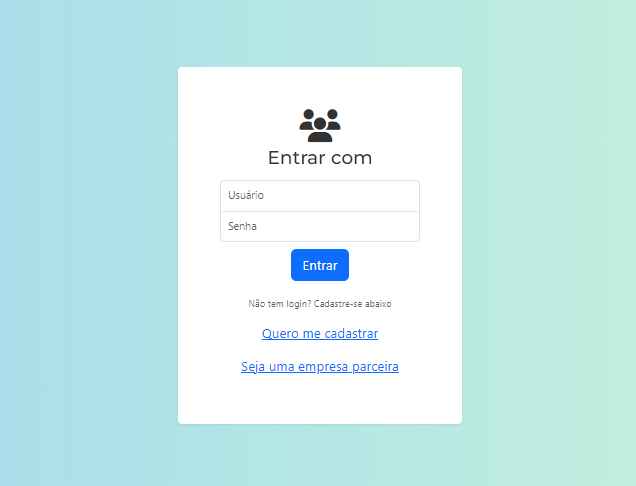 Entrar com
Usuário
Senha
Entrar
Não tem login? Cadastre-se abaixo
Quero me cadastrar
Seja uma empresa parceira